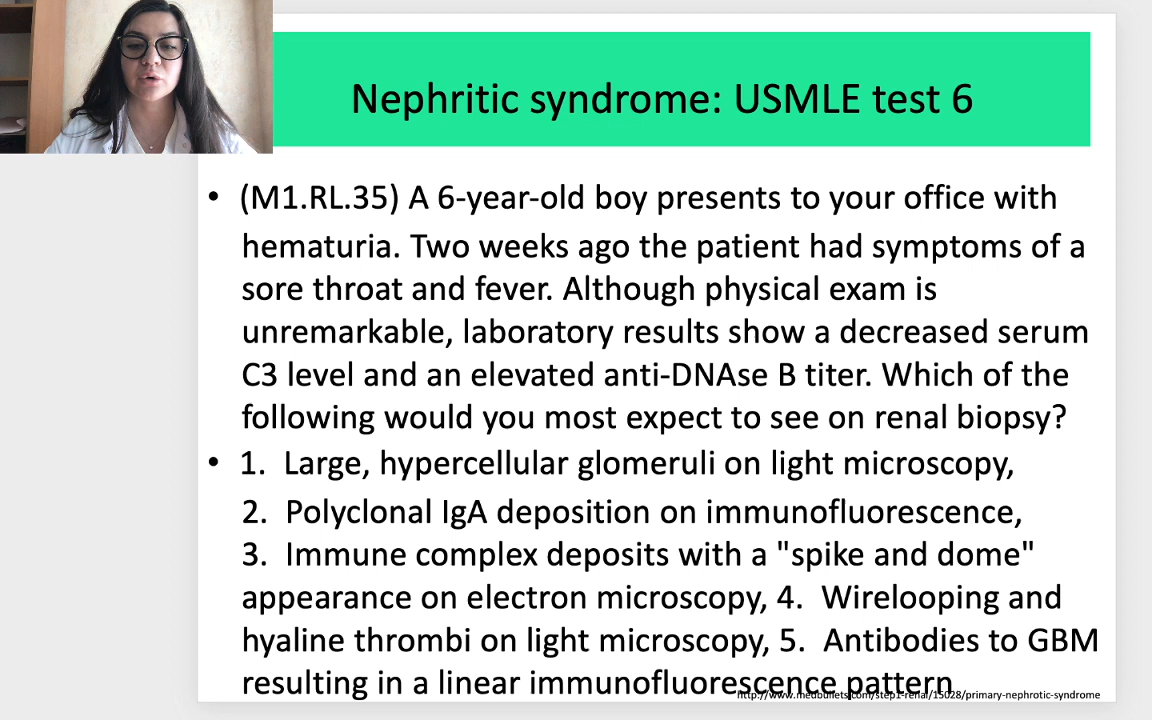 Nephritic syndrome: USMLE test 6
• (M1.RL.35) A 6-year-old boy presents to your office with
hematuria. Two weeks ago the patient had symptoms of a
sore throat and fever. Although physical exam is
unremarkable, laboratory results show a decreased serum
C3 level and an elevated anti-DNAse B titer. Which of the
following would you most expect to see on renal biopsy?
• 1. Large, hypercellular glomeruli on light microscopy,
2. Polyclonal IgA deposition on immunofluorescence,
3. Immune complex deposits with a "spike and dome"
appearance on electron microscopy, 4. Wirelooping and
hyaline thrombi on light microscopy, 5. Antibodies to GBM
resulting in a linear immunofluorescence pattern
http://www.medbullets.com/step1-renal/15028/primary-nephrotic-syndrome